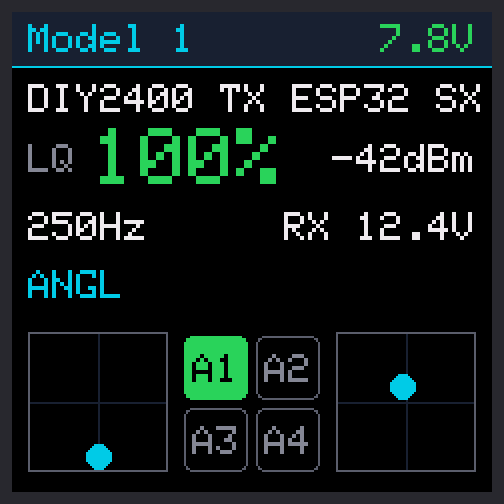 Model 1 7.8V
DIY2400 TX ESP32 SX
LQ 100% -42dBm
250Hz RX 12.4V
ANGL
A1 A2
A3 A4